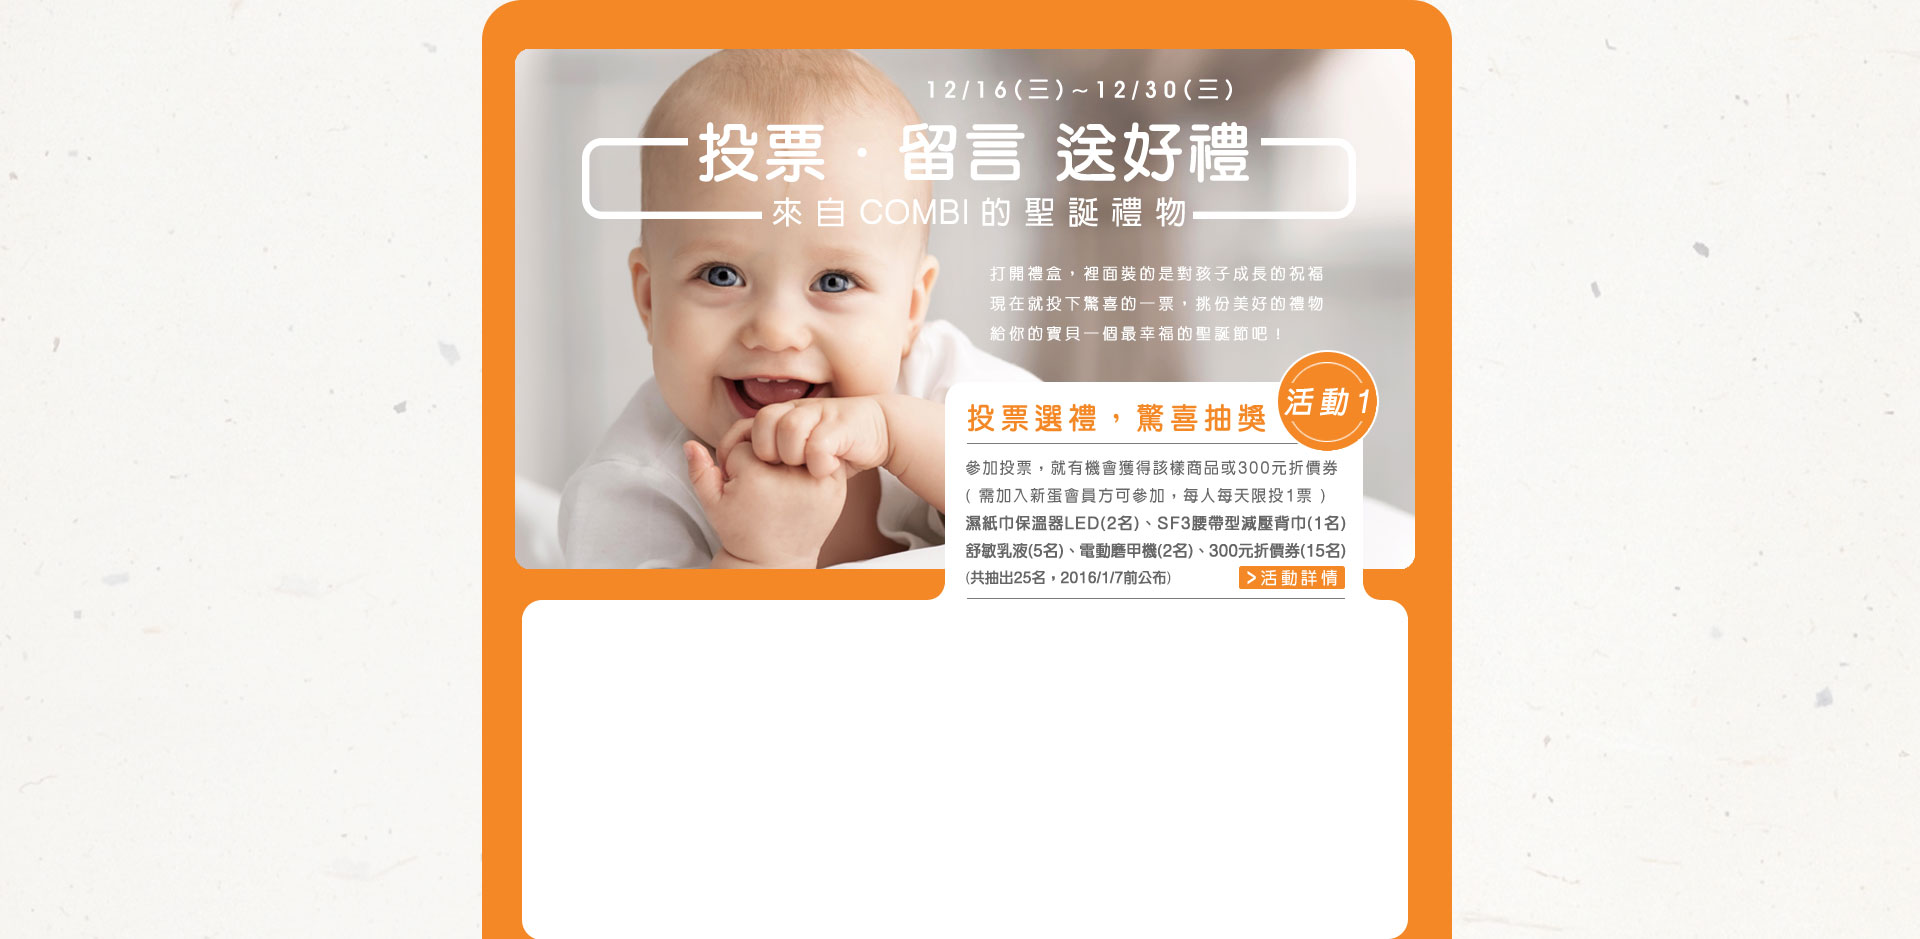 12/16(三)~12/30(三)
投票·留言 送好禮
來自COMBI的聖誕禮物
打開禮盒，裡面裝的是對孩子成長的祝福
現在就投下驚喜的一票，挑份美好的禮物
給你的寶貝一個最幸福的聖誕節吧！
活動1
投票選禮，驚喜抽獎
參加投票，就有機會獲得該樣商品或300元折價券
( 需加入新蛋會員方可參加，每人每天限投1票 )
濕紙巾保溫器LED(2名)、SF3腰帶型減壓背巾(1名)
舒敏乳液(5名)、電動磨甲機(2名)、300元折價券(15名)
(共抽出25名，2016/1/7前公布)
>活動詳情